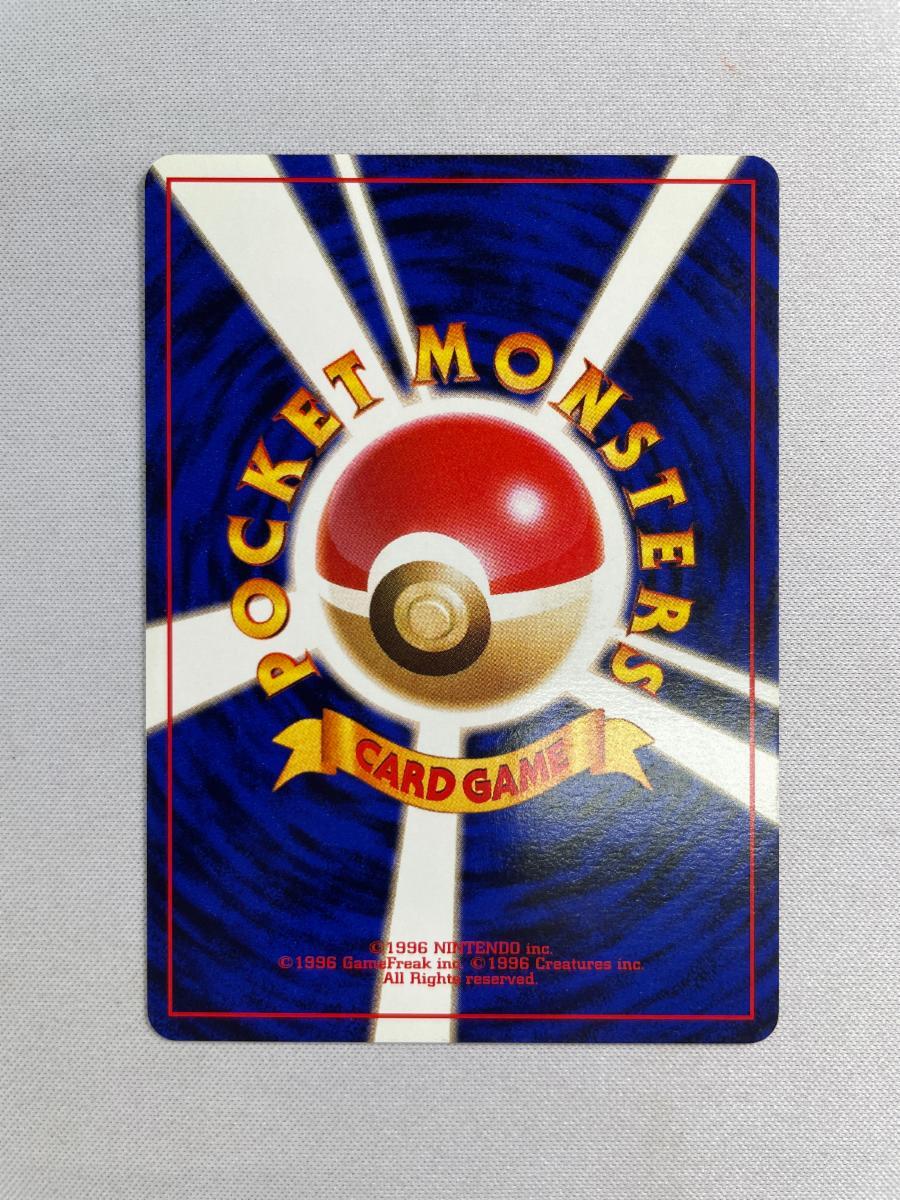 POCKET MONSTERS
CARD GAME
©1996 NINTENDO inc.
©1996 GameFreak inc. ©1996 Creatures inc.
All Rights reserved.